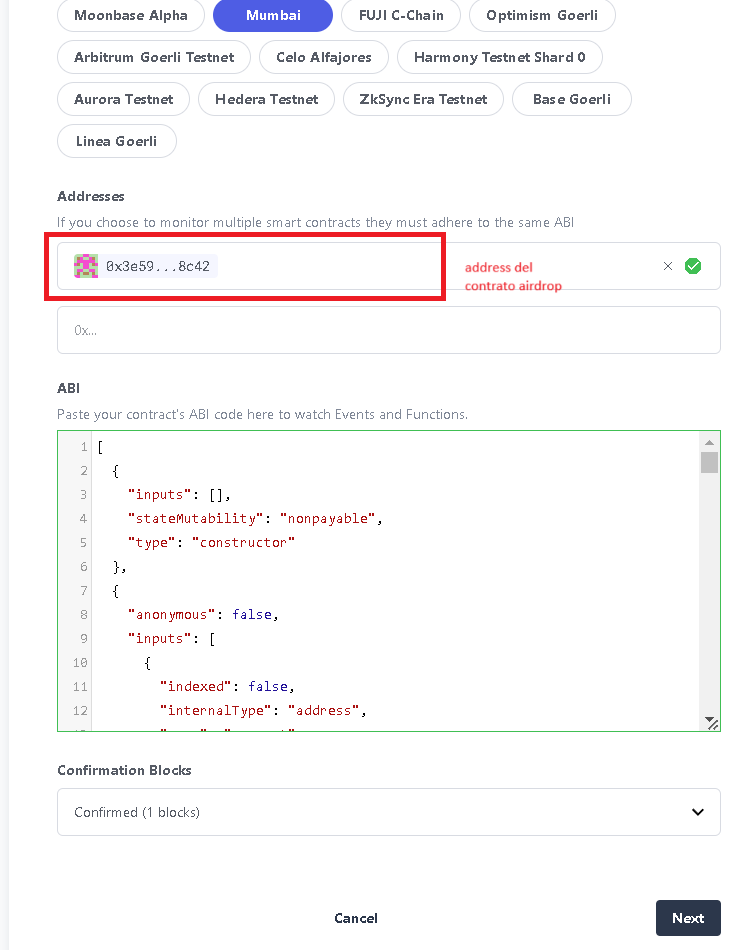 Moonbase Alpha Mumbai FUJI C-Chain Optimism Goerli
Arbitrum Goerli Testnet Celo Alfajores Harmony Testnet Shard 0
Aurora Testnet Hedera Testnet ZkSync Era Testnet Base Goerli
Linea Goerli
Addresses
If you choose to monitor multiple smart contracts they must adhere to the same ABI
0x3e59...8c42
address del
contrato airdrop
0x...
ABI
Paste your contract's ABI code here to watch Events and Functions.
1 [
2 {
3 "inputs": [],
4 "stateMutability": "nonpayable",
5 "type": "constructor"
6 },
7 {
8 "anonymous": false,
9 "inputs": [
10 {
11 "indexed": false,
12 "internalType": "address",
Confirmation Blocks
Confirmed (1 blocks)
Cancel Next